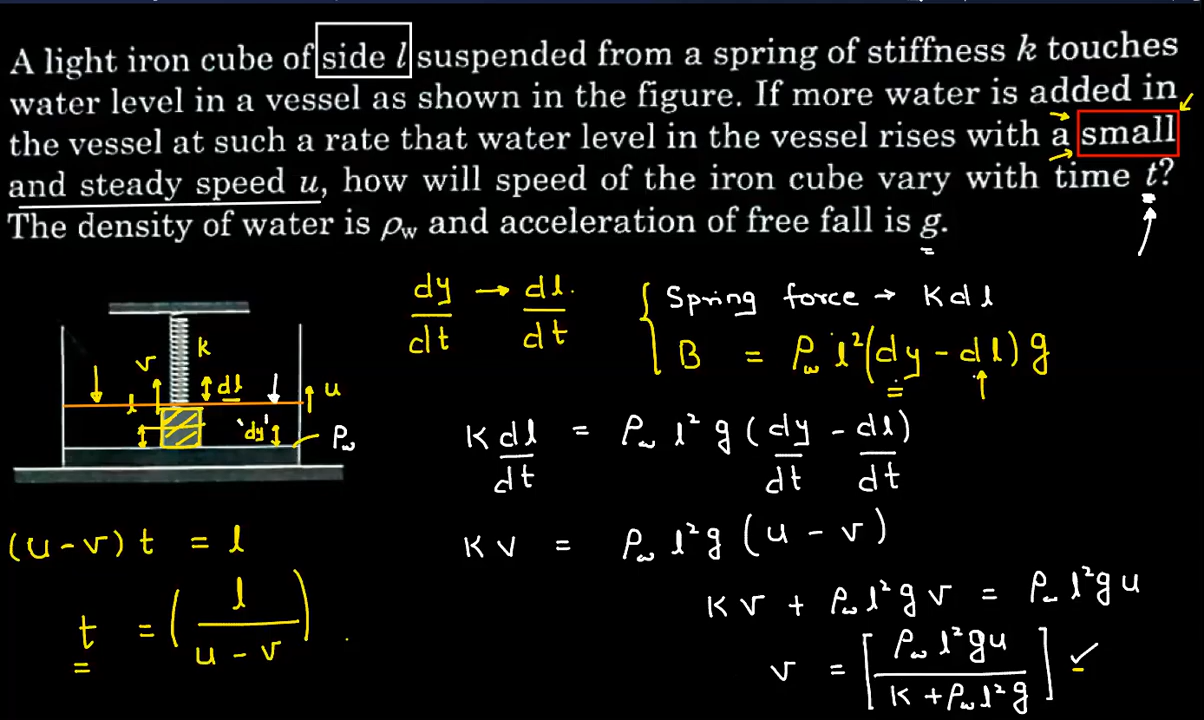 A light iron cube of side l suspended from a spring of stiffness k touches
water level in a vessel as shown in the figure. If more water is added in
the vessel at such a rate that water level in the vessel rises with a small
and steady speed u, how will speed of the iron cube vary with time t?
The density of water is ρw and acceleration of free fall is g.
dy/dt → dl/dt
Spring force → K dl
B = ρw l² (dy - dl) g
v K
l dl u
'dy' ρw
K dl/dt = ρw l² g (dy/dt - dl/dt)
K v = ρw l² g (u - v)
K v + ρw l² g v = ρw l² g u
v = [ρw l² g u / K + ρw l² g] ✓
(u - v) t = l
t = (l / u - v)